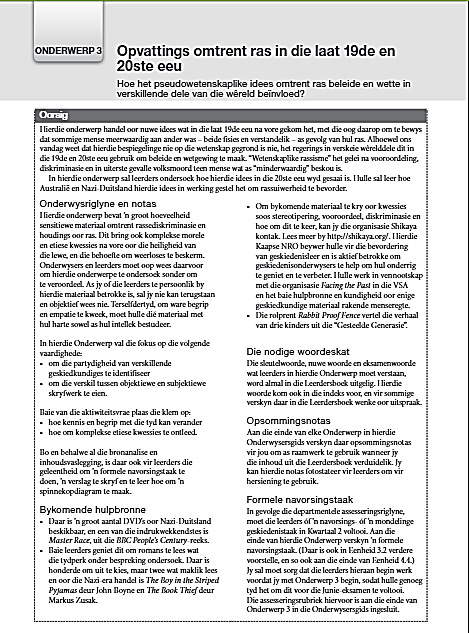 ONDERWERP 3
Opvattings omtrent ras in die laat 19de en
20ste eeu
Hoe het pseudowetenskaplike idees omtrent ras beleide en wette in
verskillende dele van die wêreld beïnvloed?
Oorsig
Hierdie onderwerp handel oor nuwe idees wat in die laat 19de eeu na vore gekom het, met die oog daarop om te bewys
dat sommige mense meerwaardig aan ander was – beide fisies en verstandelik – as gevolg van hul ras. Alhoewel ons
vandag weet dat hierdie bespiegelinge nie op die wetenskap gegrond is nie, het regerings in verskeie wêrelddele dit in
die 19de en 20ste eeu gebruik om beleide en wetgewing te maak. “Wetenskaplike rassisme” het gelei na vooroordeling,
diskriminasie en in uiterste gevalle volksmoord teen mense wat as “minderwaardig” beskou is.
In hierdie onderwerp sal leerders ondersoek hoe hierdie idees in die 20ste eeu wyd gesaai is. Hulle sal leer hoe
Australië en Nazi-Duitsland hierdie idees in werking gestel het om rassuiwerheid te bevorder.
Onderwysriglyne en notas
Hierdie onderwerp bevat ’n groot hoeveelheid
sensitiewe materiaal omtrent rassediskriminasie en
houdings oor ras. Dit bring ook komplekse morele
en etiese kwessies na vore oor die heiligheid van
die lewe, en die behoefte om weerloses te beskerm.
Onderwysers en leerders moet oop wees daarvoor
om hierdie onderwerpe te ondersoek sonder om
te veroordeel. As jy of die leerders te persoonlik by
hierdie materiaal betrokke is, sal jy nie kan terugstaan
en objektief wees nie. Terselfdertyd, om ware begrip
en empatie te kweek, moet hulle dié materiaal met
hul harte sowel as hul intellek bestudeer.
In hierdie Onderwerp val die fokus op die volgende
vaardighede:
• om die partydigheid van verskillende
geskiedkundiges te identifiseer
• om die verskil tussen objektiewe en subjektiewe
skryfwerk te eien.
Baie van die aktiwiteitsvrae plaas die klem op:
• hoe kennis en begrip met die tyd kan verander
• hoe om komplekse etiese kwessies te ontleed.
Bo en behalwe al die bronanalise en
inhoudsvaslegging, is daar ook vir leerders die
geleentheid om ’n formele navorsingstaak te
doen, ’n verslag te skryf en te leer hoe om ’n
spinnekopdiagram te maak.
Bykomende hulpbronne
• Daar is ’n groot aantal DVD’s oor Nazi-Duitsland
beskikbaar, en een van die indrukwekkendstes is
Master Race, uit die BBC People’s Century-reeks.
• Baie leerders geniet dit om romans te lees wat
die tydperk onder bespreking ondersoek. Daar is
honderde om uit te kies, maar twee wat maklik lees
en oor die Nazi-era handel is The Boy in the Striped
Pyjamas deur John Boyne en The Book Thief deur
Markus Zusak.
• Om bykomende materiaal te kry oor kwessies
soos stereotipering, vooroordeel, diskriminasie en
hoe om dit te keer, kan jy die organisasie Shikaya
kontak. Lees meer by http://shikaya.org/. Hierdie
Kaapse NRO beywer hulle vir die bevordering
van geskiedenisleer en is aktief betrokke om
geskiedenisonderwysers te help om hul onderrig
te geniet en te verbeter. Hulle werk in vennootskap
met die organisasie Facing the Past in die VSA
en het baie hulpbronne en kundigheid oor enige
geskiedkundige materiaal rakende menseregte.
• Die rolprent Rabbit Proof Fence vertel die verhaal
van drie kinders uit die “Gesteelde Generasie”.
Die nodige woordeskat
Die sleutelwoorde, nuwe woorde en eksamenwoorde
wat leerders in hierdie Onderwerp moet verstaan,
word almal in die Leerdersboek uitgelig. Hierdie
woorde kom ook in die indeks voor, en vir sommige
verskyn daar in die Leerdersboek wenke oor uitspraak.
Opsommingsnotas
Aan die einde van elke Onderwerp in hierdie
Onderwysersgids verskyn daar opsommingsnotas
vir jou om as raamwerk te gebruik wanneer jy
die inhoud uit die Leerdersboek verduidelik. Jy
kan hierdie notas fotostateer vir leerders om vir
hersiening te gebruik.
Formele navorsingstaak
In gevolge die departementele assesseringsriglyne,
moet die leerders óf ’n navorsings- óf ’n mondelinge
geskiedenistaak in Kwartaal 2 voltooi. Aan die
einde van hierdie Onderwerp verskyn ’n formele
navorsingstaak. (Daar is ook in Eenheid 3.2 verdere
voorstelle, en so ook aan die einde van Eenheid 4.4.)
Jy sal moet sorg dat die leerders hieraan begin werk
voordat jy met Onderwerp 3 begin, sodat hulle genoeg
tyd het om dit voor die Junie-eksamen te voltooi.
Die assesseringsrubriek hiervoor is aan die einde van
Onderwerp 3 in die Onderwysersgids ingesluit.